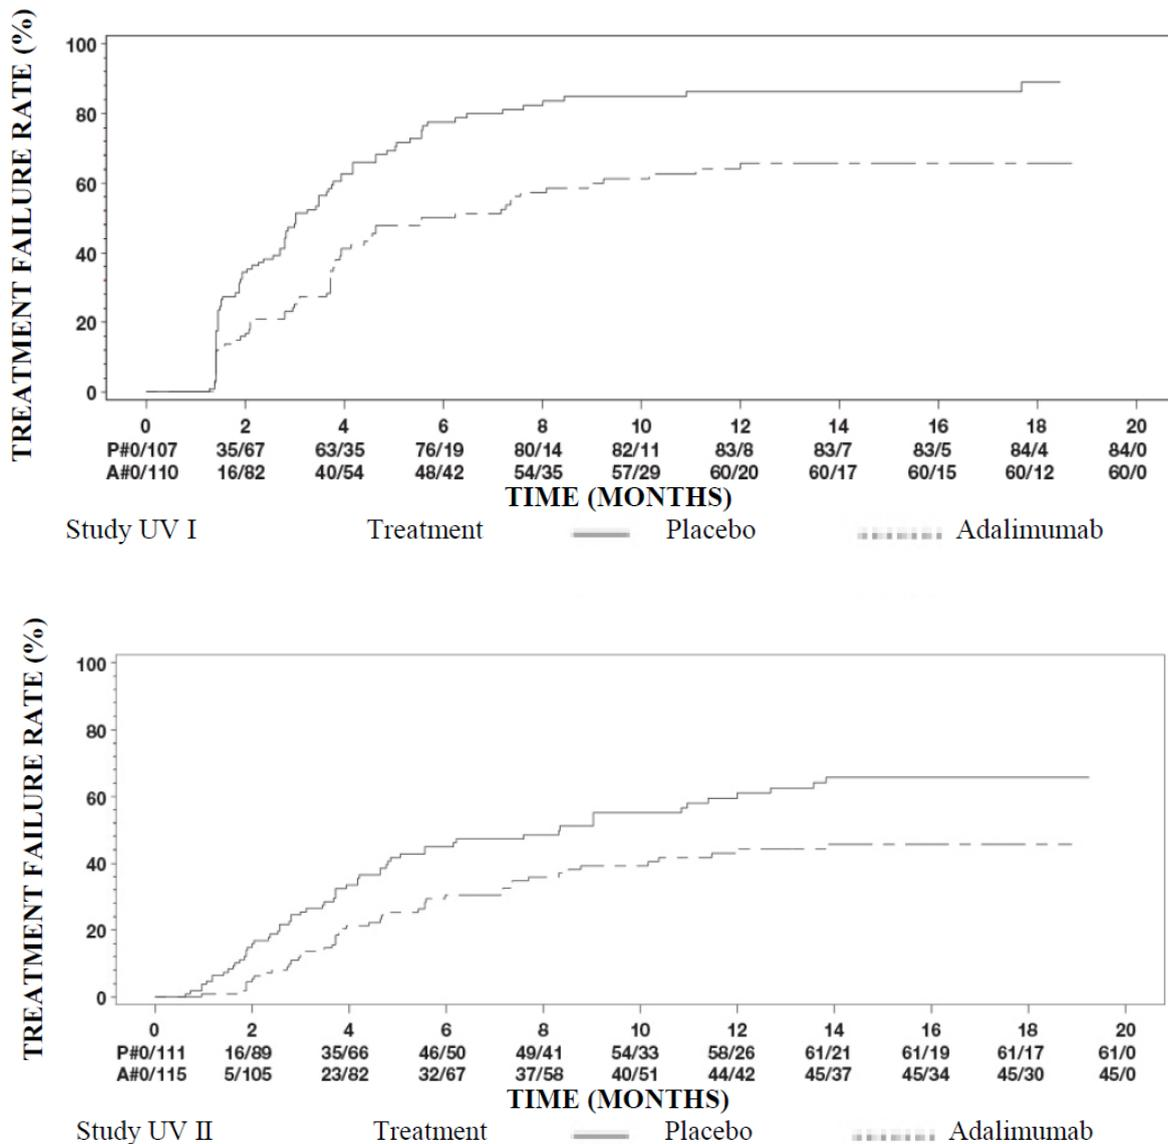 TREATMENT FAILURE RATE (%)
100
80
60
40
20
0
0 2 4 6 8 10 12 14 16 18 20
P#0/107 35/67 63/35 76/19 80/14 82/11 83/8 83/7 83/5 84/4 84/0
A#0/110 16/82 40/54 48/42 54/35 57/29 60/20 60/17 60/15 60/12 60/0
TIME (MONTHS)
Study UV I Treatment Placebo Adalimumab
TREATMENT FAILURE RATE (%)
100
80
60
40
20
0
0 2 4 6 8 10 12 14 16 18 20
P#0/111 16/89 35/66 46/50 49/41 54/33 58/26 61/21 61/19 61/17 61/0
A#0/115 5/105 23/82 32/67 37/58 40/51 44/42 45/37 45/34 45/30 45/0
TIME (MONTHS)
Study UV II Treatment Placebo Adalimumab